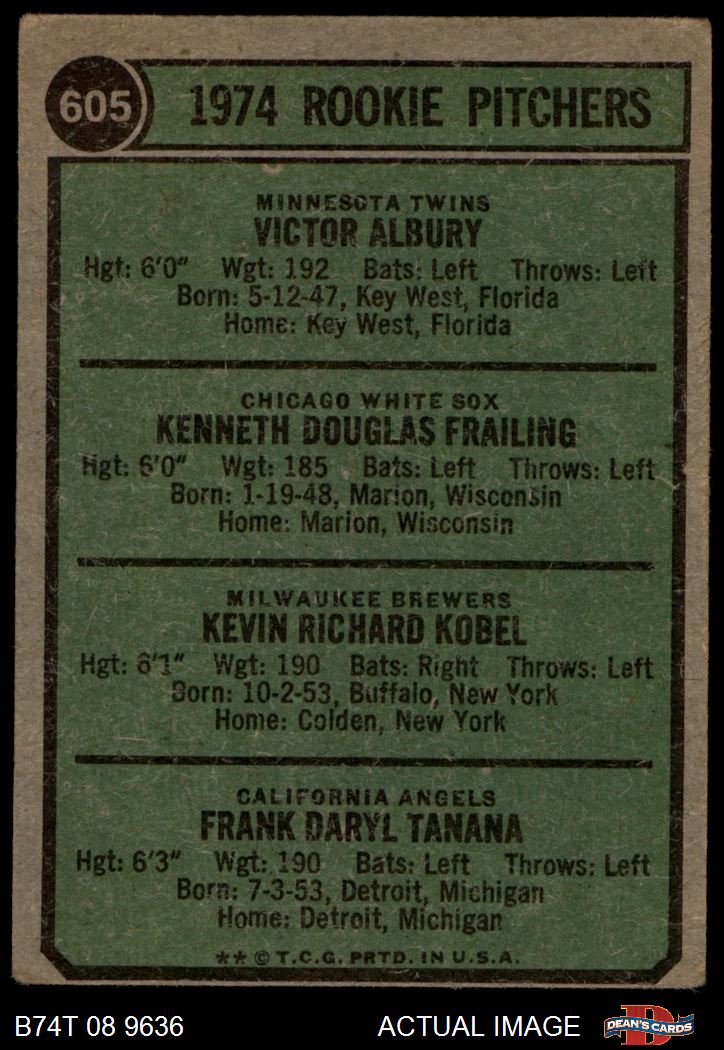 605
1974 ROOKIE PITCHERS
MINNESOTA TWINS
VICTOR ALBURY
Hgt: 6'0" Wgt: 192 Bats: Left Throws: Left
Born: 5-12-47, Key West, Florida
Home: Key West, Florida
CHICAGO WHITE SOX
KENNETH DOUGLAS FRAILING
Hgt: 6'0" Wgt: 185 Bats: Left Throws: Left
Born: 1-19-48, Marion, Wisconsin
Home: Marion, Wisconsin
MILWAUKEE BREWERS
KEVIN RICHARD KOBEL
Hgt: 6'1" Wgt: 190 Bats: Right Throws: Left
Born: 10-2-53, Buffalo, New York
Home: Colden, New York
CALIFORNIA ANGELS
FRANK DARYL TANANA
Hgt: 6'3" Wgt: 190 Bats: Left Throws: Left
Born: 7-3-53, Detroit, Michigan
Home: Detroit, Michigan
** © T.C.G. PRTD. IN U.S.A.
B74T 08 9636 ACTUAL IMAGE
D
DEAN'S CARDS